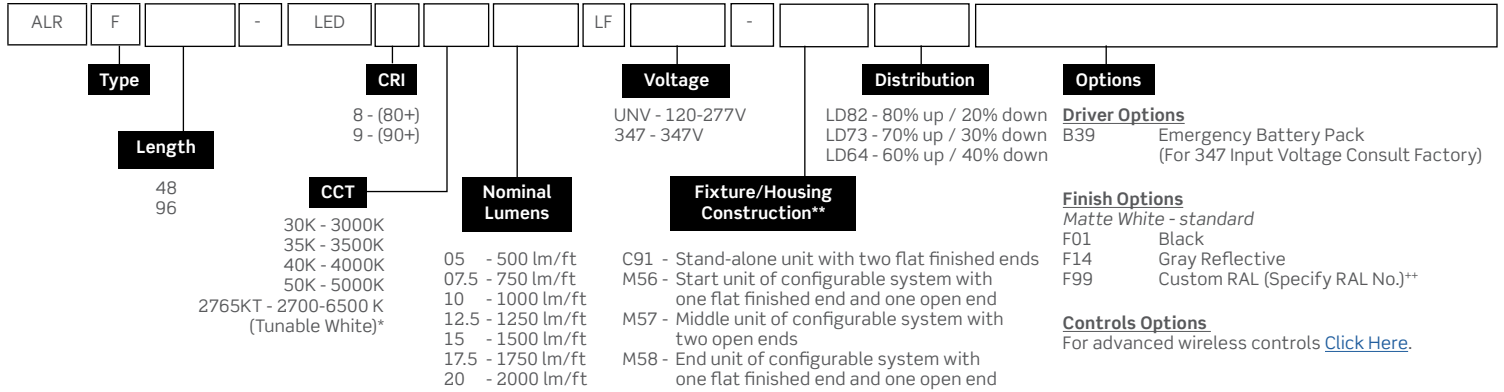 ALR F - LED LF -
Type
Length
48
96
CRI
8 - (80+)
9 - (90+)
CCT
30K - 3000K
35K - 3500K
40K - 4000K
50K - 5000K
2765KT - 2700-6500 K
(Tunable White)*
Nominal
Lumens
05 - 500 lm/ft
07.5 - 750 lm/ft
10 - 1000 lm/ft
12.5 - 1250 lm/ft
15 - 1500 lm/ft
17.5 - 1750 lm/ft
20 - 2000 lm/ft
Voltage
UNV - 120-277V
347 - 347V
Fixture/Housing
Construction**
C91 - Stand-alone unit with two flat finished ends
M56 - Start unit of configurable system with
one flat finished end and one open end
M57 - Middle unit of configurable system with
two open ends
M58 - End unit of configurable system with
one flat finished end and one open end
Distribution
LD82 - 80% up / 20% down
LD73 - 70% up / 30% down
LD64 - 60% up / 40% down
Options
Driver Options
B39 Emergency Battery Pack
(For 347 Input Voltage Consult Factory)
Finish Options
Matte White - standard
F01 Black
F14 Gray Reflective
F99 Custom RAL (Specify RAL No.)++
Controls Options
For advanced wireless controls Click Here.